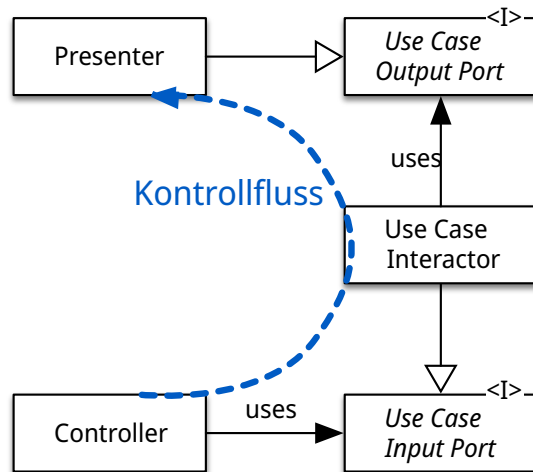 <I>
Presenter
Use Case
Output Port
uses
Kontrollfluss
Use Case
Interactor
<I>
Controller
uses
Use Case
Input Port